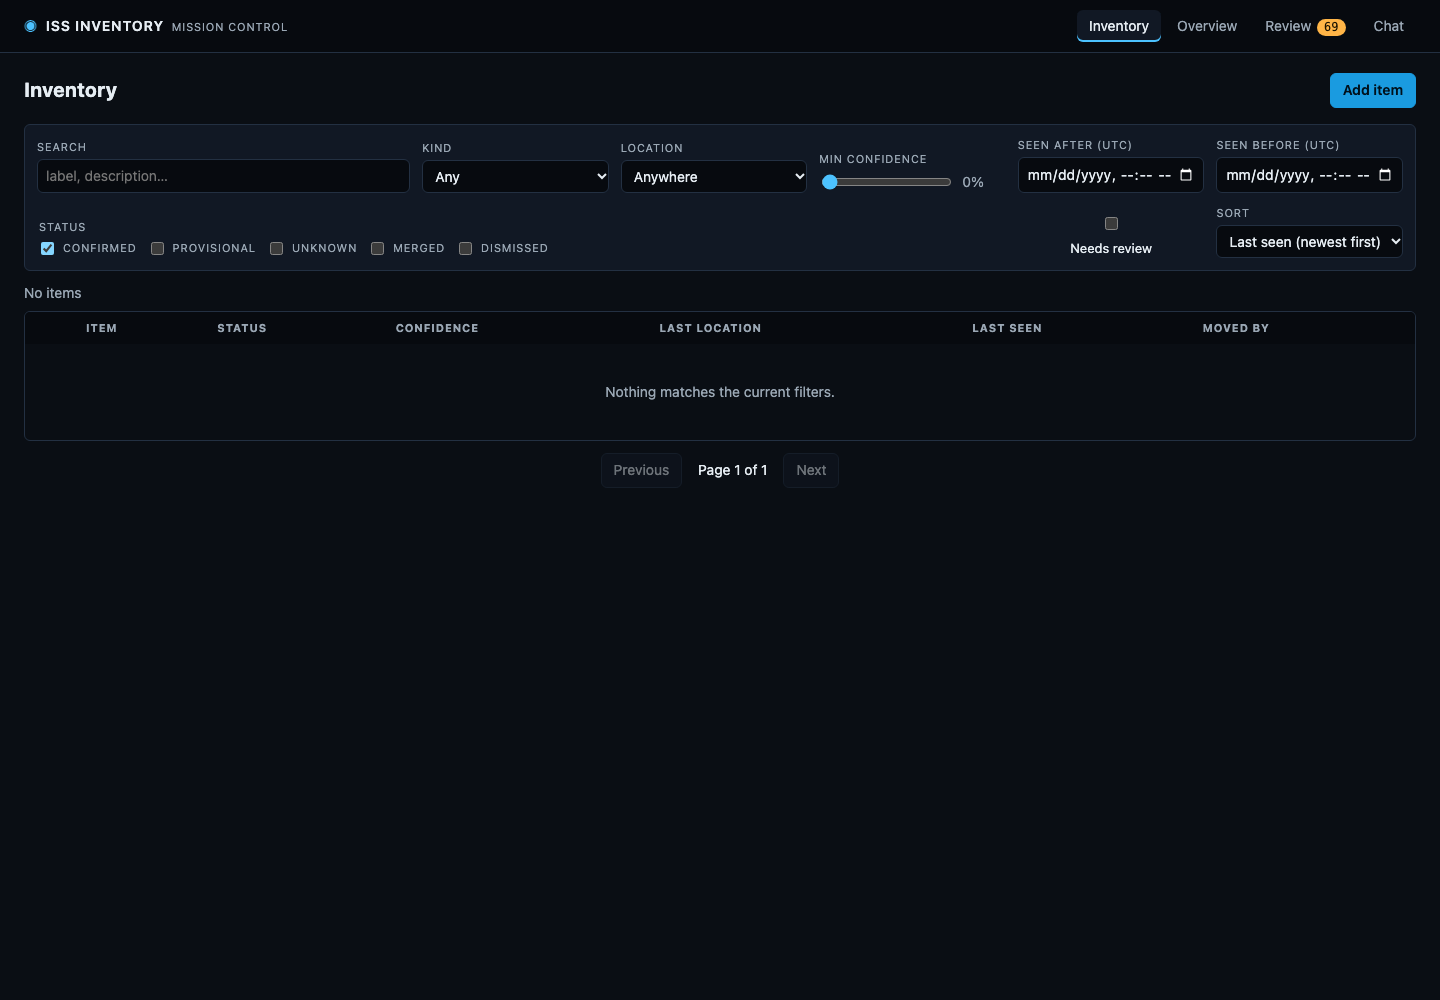 ISS INVENTORY MISSION CONTROL
Inventory Overview Review 69 Chat
Inventory
Add item
SEARCH
label, description...
KIND
Any
LOCATION
Anywhere
MIN CONFIDENCE
0%
SEEN AFTER (UTC)
mm/dd/yyyy, --:-- --
SEEN BEFORE (UTC)
mm/dd/yyyy, --:-- --
STATUS
CONFIRMED PROVISIONAL UNKNOWN MERGED DISMISSED
Needs review
SORT
Last seen (newest first)
No items
ITEM STATUS CONFIDENCE LAST LOCATION LAST SEEN MOVED BY
Nothing matches the current filters.
Previous Page 1 of 1 Next